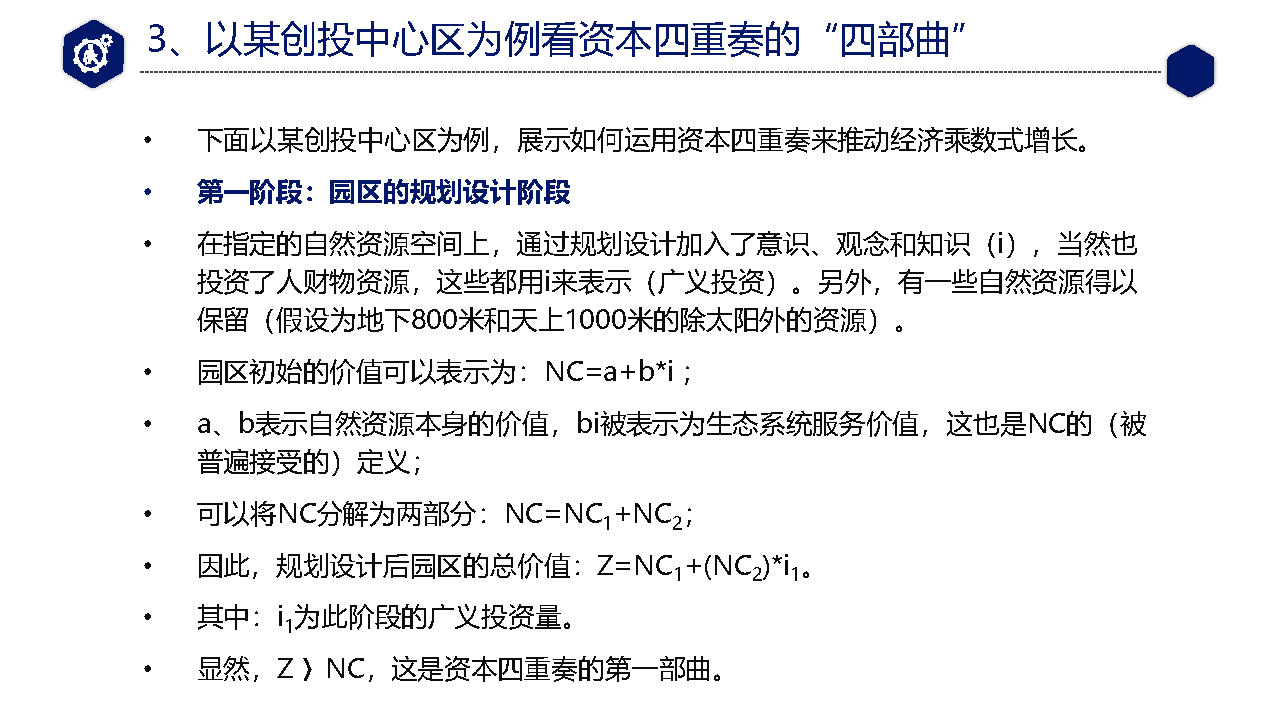 3、以某创投中心区为例看资本四重奏的“四部曲”
• 下面以某创投中心区为例，展示如何运用资本四重奏来推动经济乘数式增长。
• 第一阶段：园区的规划设计阶段
• 在指定的自然资源空间上，通过规划设计加入了意识、观念和知识（i），当然也
投资了人财物资源，这些都用i来表示（广义投资）。另外，有一些自然资源得以
保留（假设为地下800米和天上1000米的除太阳外的资源）。
• 园区初始的价值可以表示为：NC=a+b*i；
• a、b表示自然资源本身的价值，bi被表示为生态系统服务价值，这也是NC的（被
普遍接受的）定义；
• 可以将NC分解为两部分：NC=NC₁+NC₂；
• 因此，规划设计后园区的总价值：Z=NC₁+(NC₂)*i₁。
• 其中：i₁为此阶段的广义投资量。
• 显然，Z 〉NC，这是资本四重奏的第一部曲。